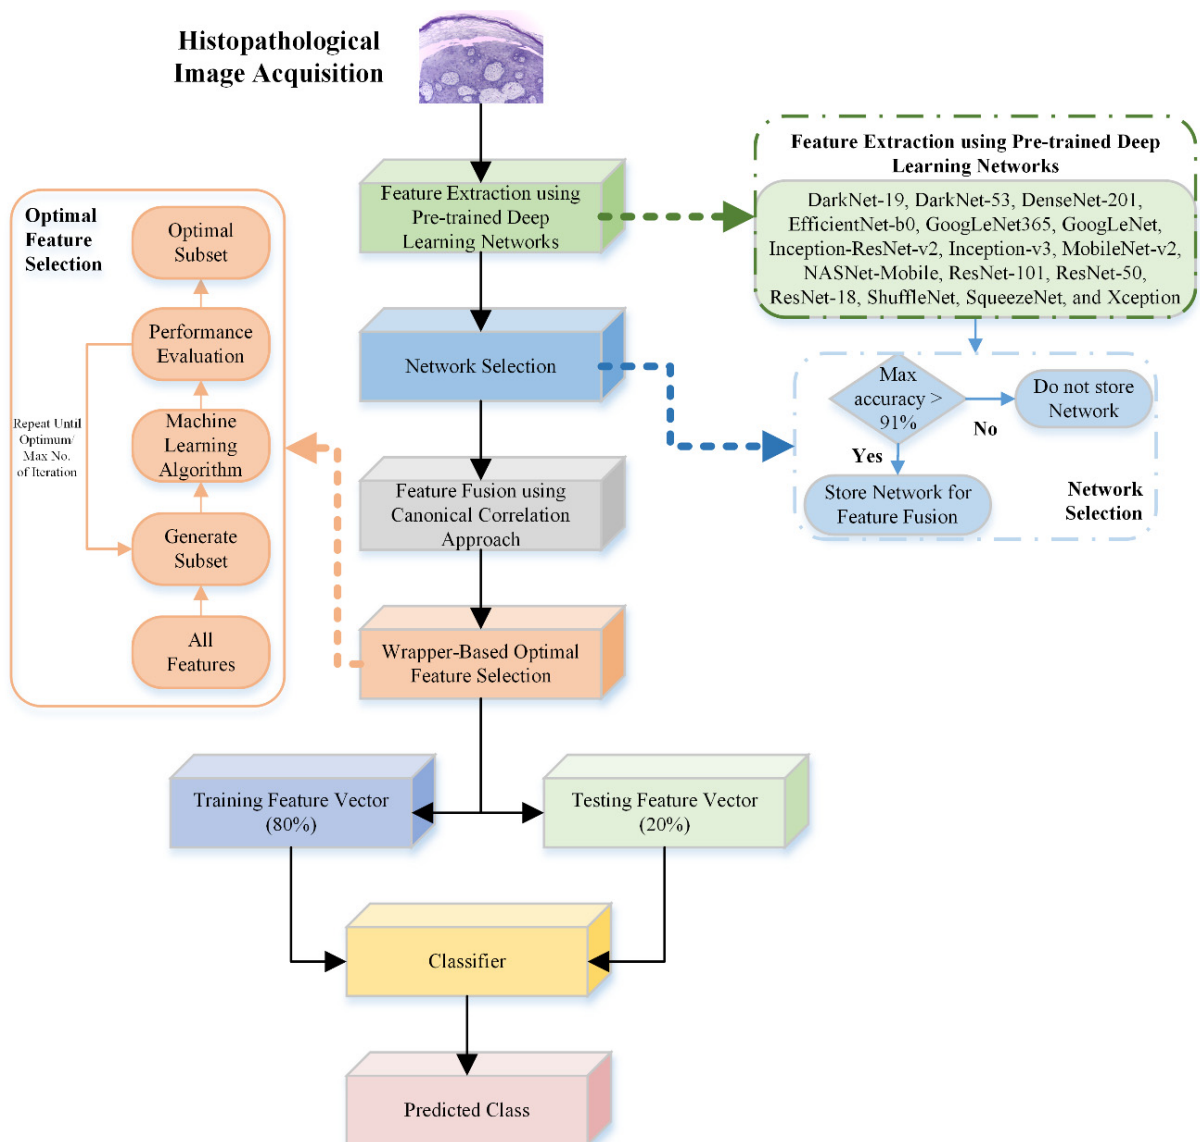 Histopathological
Image Acquisition
Feature Extraction using
Pre-trained Deep
Learning Networks
Feature Extraction using Pre-trained Deep
Learning Networks
DarkNet-19, DarkNet-53, DenseNet-201,
EfficientNet-b0, GoogLeNet365, GoogLeNet,
Inception-ResNet-v2, Inception-v3, MobileNet-v2,
NASNet-Mobile, ResNet-101, ResNet-50,
ResNet-18, ShuffleNet, SqueezeNet, and Xception
Network Selection
Max
accuracy >
91%
No
Do not store
Network
Yes
Store Network for
Feature Fusion
Network
Selection
Feature Fusion using
Canonical Correlation
Approach
Wrapper-Based Optimal
Feature Selection
Optimal
Feature
Selection
Optimal
Subset
Performance
Evaluation
Repeat Until
Optimum/
Max No.
of Iteration
Machine
Learning
Algorithm
Generate
Subset
All
Features
Training Feature Vector
(80%)
Testing Feature Vector
(20%)
Classifier
Predicted Class